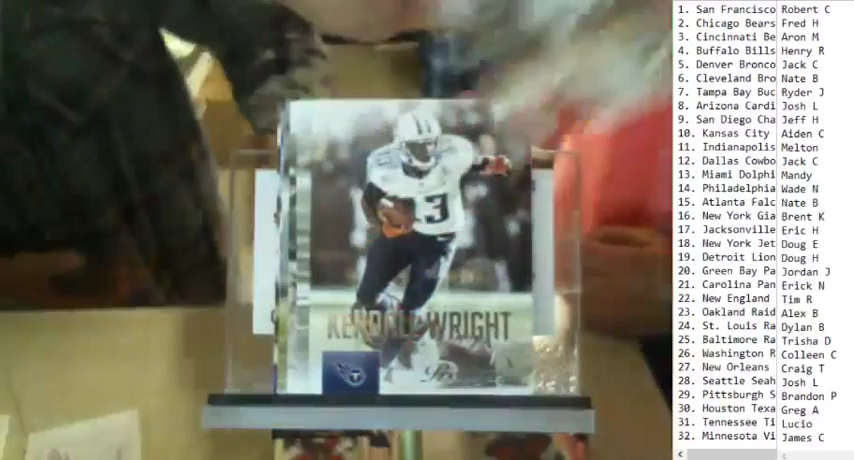 KENDALL WRIGHT
13
1. San Francisco Robert C
2. Chicago Bears Fred H
3. Cincinnati Be Aron M
4. Buffalo Bills Henry R
5. Denver Bronco Jack C
6. Cleveland Bro Nate B
7. Tampa Bay Buc Ryder J
8. Arizona Cardi Josh L
9. San Diego Cha Jeff H
10. Kansas City Aiden C
11. Indianapolis Melton
12. Dallas Cowbo Jack C
13. Miami Dolphi Mandy
14. Philadelphia Wade N
15. Atlanta Falc Nate B
16. New York Gia Brent K
17. Jacksonville Eric H
18. New York Jet Doug E
19. Detroit Lion Doug H
20. Green Bay Pa Jordan J
21. Carolina Pan Erick N
22. New England Tim R
23. Oakland Raid Alex B
24. St. Louis Ra Dylan B
25. Baltimore Ra Trisha D
26. Washington R Colleen C
27. New Orleans Craig T
28. Seattle Seah Josh L
29. Pittsburgh S Brandon P
30. Houston Texa Greg A
31. Tennessee Ti Lucio
32. Minnesota Vi James C